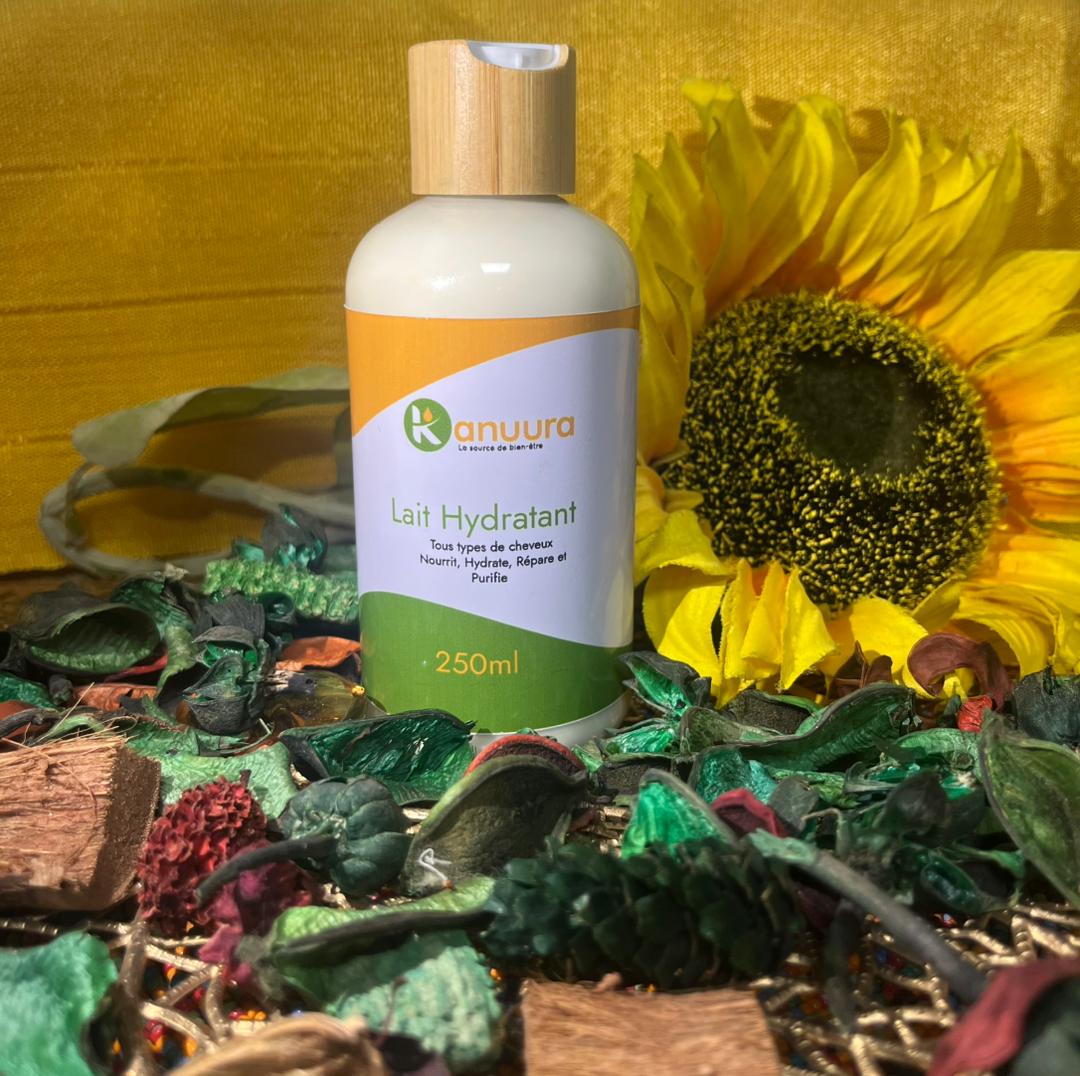 Kanuura
La source de bien-être
Lait Hydratant
Tous types de cheveux
Nourrit, Hydrate, Répare et
Purifie
250ml